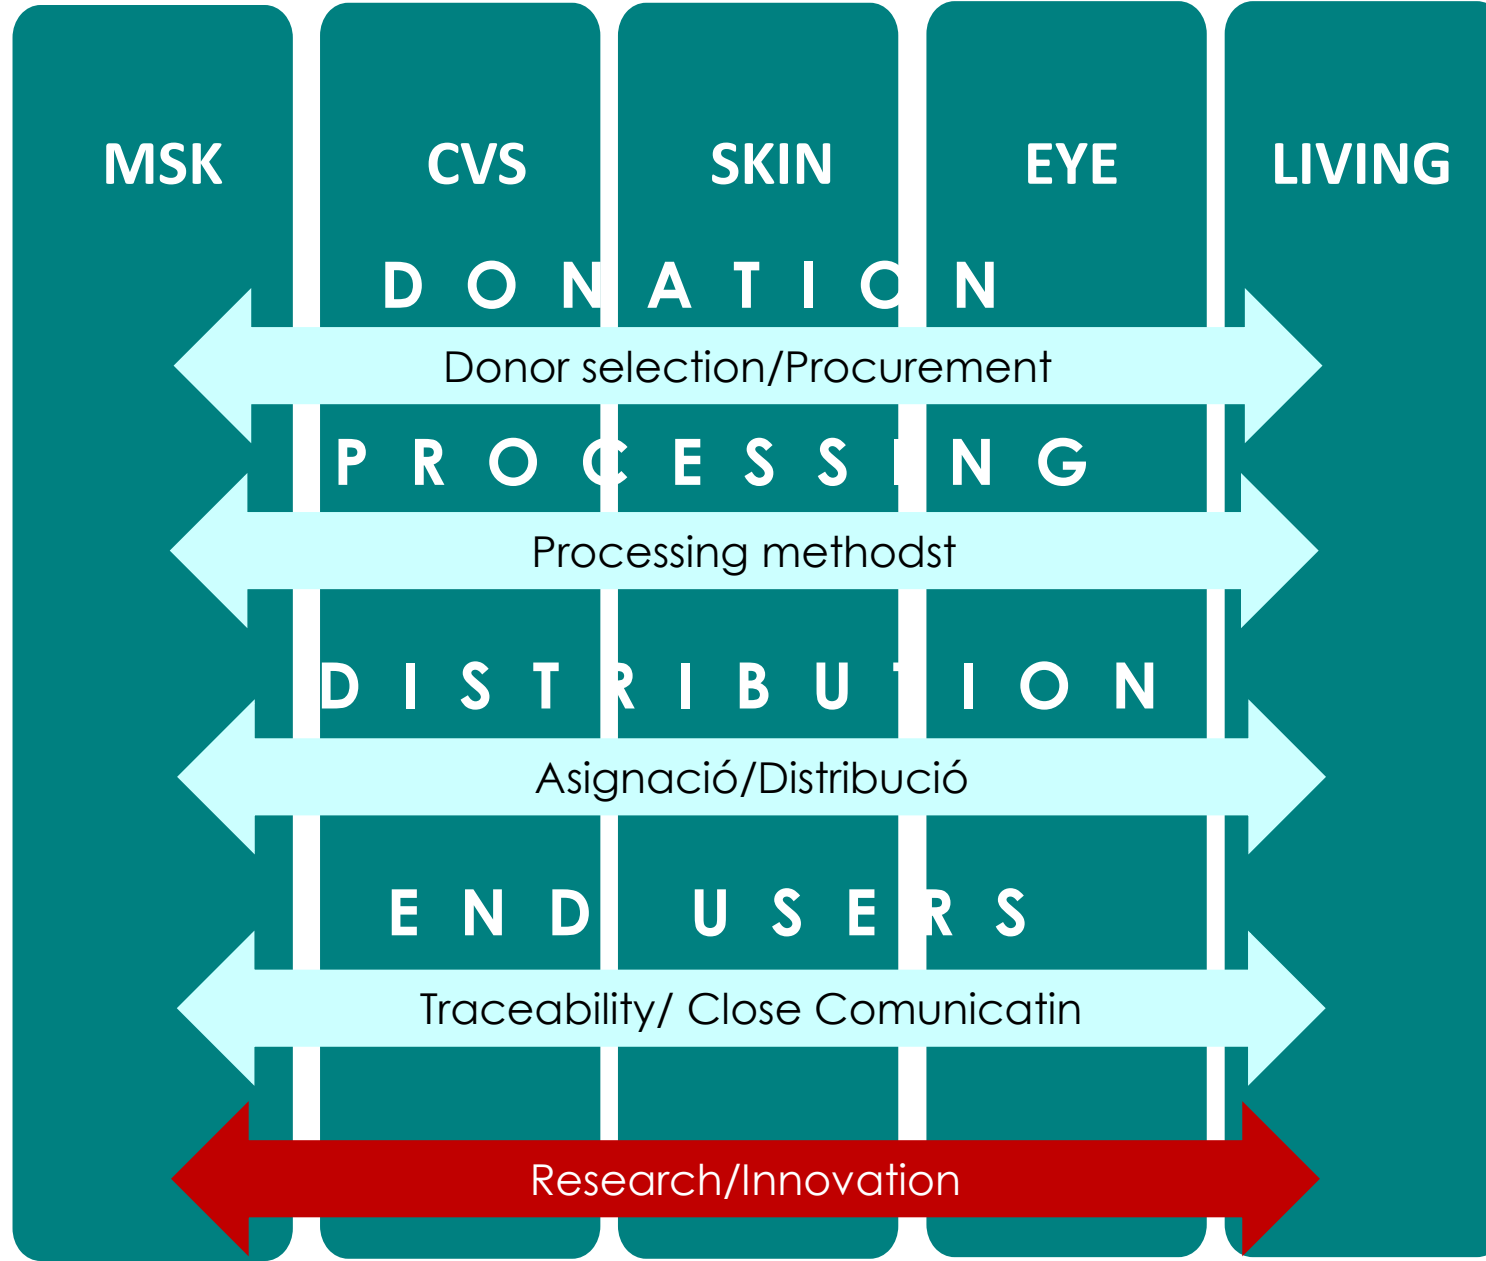 MSK CVS SKIN EYE LIVING
DONATION
Donor selection/Procurement
PROCESSING
Processing methodst
DISTRIBUTION
Asignació/Distribució
END USERS
Traceability/ Close Comunicatin
Research/Innovation